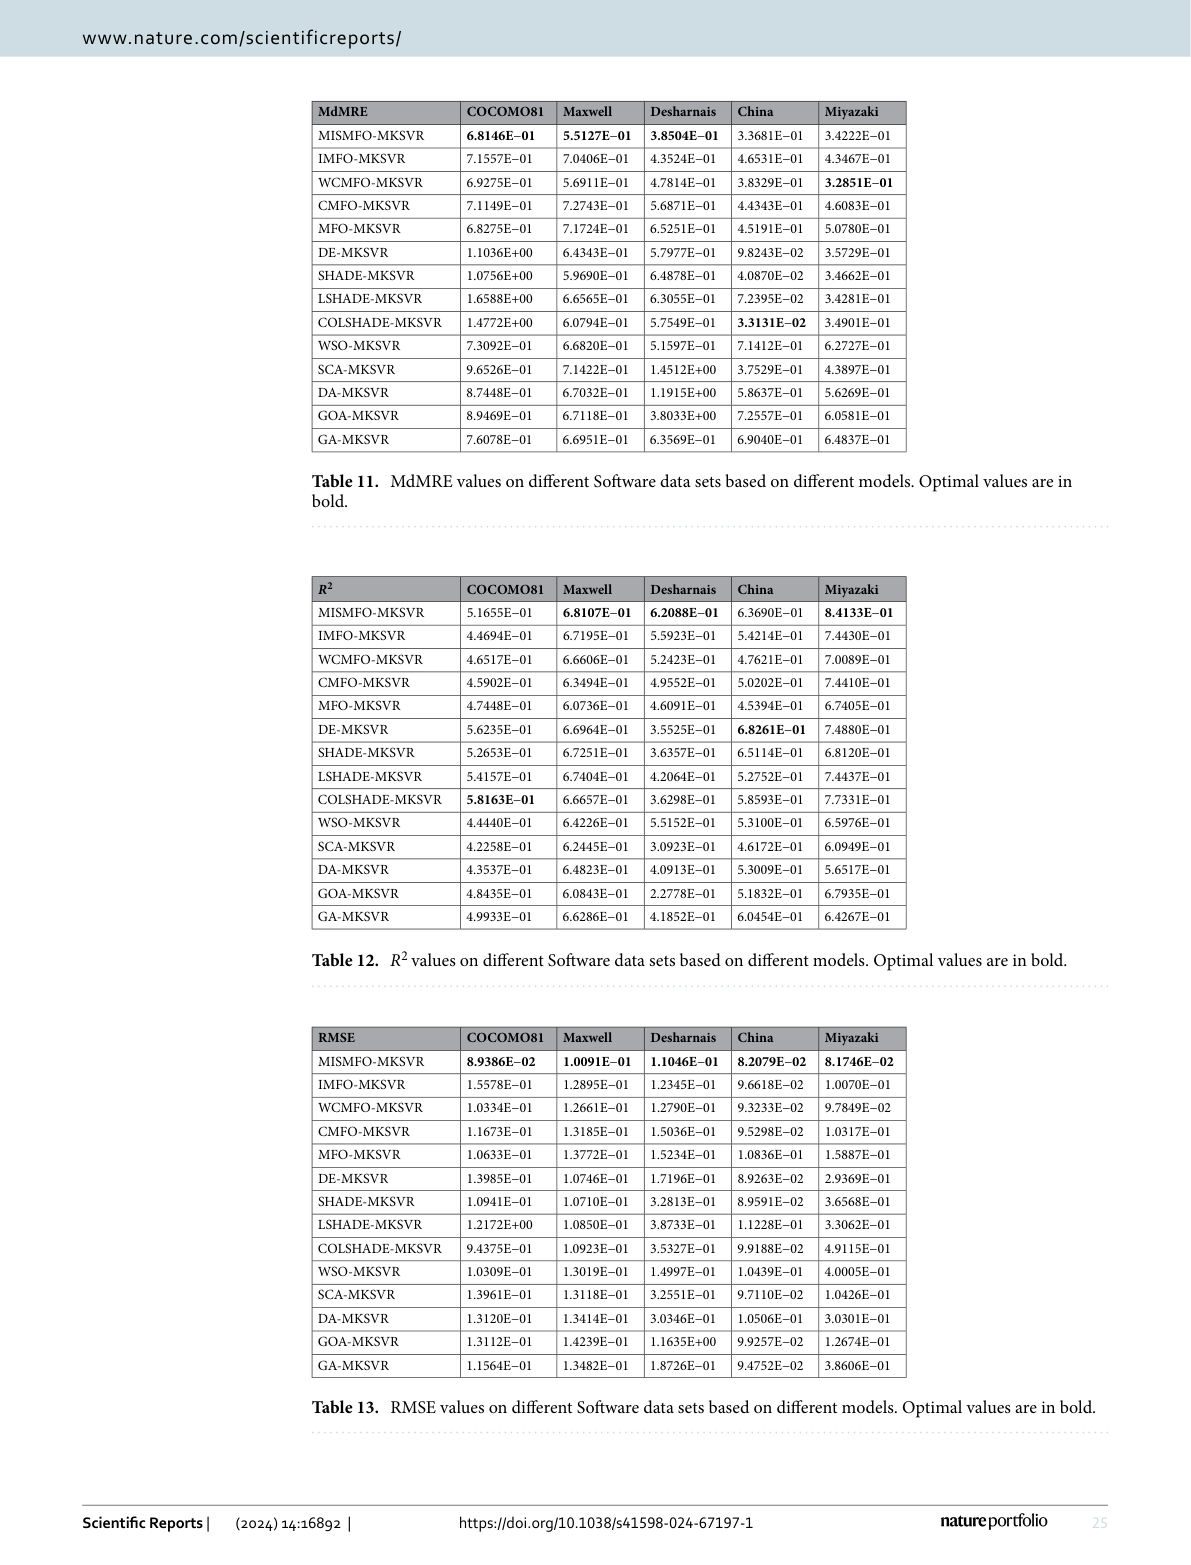 www.nature.com/scientificreports/
MdMRE COCOMO81 Maxwell Desharnais China Miyazaki
MISMFO-MKSVR 6.8146E−01 5.5127E−01 3.8504E−01 3.3681E−01 3.4222E−01
IMFO-MKSVR 7.1557E−01 7.0406E−01 4.3524E−01 4.6531E−01 4.3467E−01
WCMFO-MKSVR 6.9275E−01 5.6911E−01 4.7814E−01 3.8329E−01 3.2851E−01
CMFO-MKSVR 7.1149E−01 7.2743E−01 5.6871E−01 4.4343E−01 4.6083E−01
MFO-MKSVR 6.8275E−01 7.1724E−01 6.5251E−01 4.5191E−01 5.0780E−01
DE-MKSVR 1.1036E+00 6.4343E−01 5.7977E−01 9.8243E−02 3.5729E−01
SHADE-MKSVR 1.0756E+00 5.9690E−01 6.4878E−01 4.0870E−02 3.4662E−01
LSHADE-MKSVR 1.6588E+00 6.6565E−01 6.3055E−01 7.2395E−02 3.4281E−01
COLSHADE-MKSVR 1.4772E+00 6.0794E−01 5.7549E−01 3.3131E−02 3.4901E−01
WSO-MKSVR 7.3092E−01 6.6820E−01 5.1597E−01 7.1412E−01 6.2727E−01
SCA-MKSVR 9.6526E−01 7.1422E−01 1.4512E+00 3.7529E−01 4.3897E−01
DA-MKSVR 8.7448E−01 6.7032E−01 1.1915E+00 5.8637E−01 5.6269E−01
GOA-MKSVR 8.9469E−01 6.7118E−01 3.8033E+00 7.2557E−01 6.0581E−01
GA-MKSVR 7.6078E−01 6.6951E−01 6.3569E−01 6.9040E−01 6.4837E−01
Table 11. MdMRE values on different Software data sets based on different models. Optimal values are in
bold.
R² COCOMO81 Maxwell Desharnais China Miyazaki
MISMFO-MKSVR 5.1655E−01 6.8107E−01 6.2088E−01 6.3690E−01 8.4133E−01
IMFO-MKSVR 4.4694E−01 6.7195E−01 5.5923E−01 5.4214E−01 7.4430E−01
WCMFO-MKSVR 4.6517E−01 6.6606E−01 5.2423E−01 4.7621E−01 7.0089E−01
CMFO-MKSVR 4.5902E−01 6.3494E−01 4.9552E−01 5.0202E−01 7.4410E−01
MFO-MKSVR 4.7448E−01 6.0736E−01 4.6091E−01 4.5394E−01 6.7405E−01
DE-MKSVR 5.6235E−01 6.6964E−01 3.5525E−01 6.8261E−01 7.4880E−01
SHADE-MKSVR 5.2653E−01 6.7251E−01 3.6357E−01 6.5114E−01 6.8120E−01
LSHADE-MKSVR 5.4157E−01 6.7404E−01 4.2064E−01 5.2752E−01 7.4437E−01
COLSHADE-MKSVR 5.8163E−01 6.6657E−01 3.6298E−01 5.8593E−01 7.7331E−01
WSO-MKSVR 4.4440E−01 6.4226E−01 5.5152E−01 5.3100E−01 6.5976E−01
SCA-MKSVR 4.2258E−01 6.2445E−01 3.0923E−01 4.6172E−01 6.0949E−01
DA-MKSVR 4.3537E−01 6.4823E−01 4.0913E−01 5.3009E−01 5.6517E−01
GOA-MKSVR 4.8435E−01 6.0843E−01 2.2778E−01 5.1832E−01 6.7935E−01
GA-MKSVR 4.9933E−01 6.6286E−01 4.1852E−01 6.0454E−01 6.4267E−01
Table 12. R² values on different Software data sets based on different models. Optimal values are in bold.
RMSE COCOMO81 Maxwell Desharnais China Miyazaki
MISMFO-MKSVR 8.9386E−02 1.0091E−01 1.1046E−01 8.2079E−02 8.1746E−02
IMFO-MKSVR 1.5578E−01 1.2895E−01 1.2345E−01 9.6618E−02 1.0070E−01
WCMFO-MKSVR 1.0334E−01 1.2661E−01 1.2790E−01 9.3233E−02 9.7849E−02
CMFO-MKSVR 1.1673E−01 1.3185E−01 1.5036E−01 9.5298E−02 1.0317E−01
MFO-MKSVR 1.0633E−01 1.3772E−01 1.5234E−01 1.0836E−01 1.5887E−01
DE-MKSVR 1.3985E−01 1.0746E−01 1.7196E−01 8.9263E−02 2.9369E−01
SHADE-MKSVR 1.0941E−01 1.0710E−01 3.2813E−01 8.9591E−02 3.6568E−01
LSHADE-MKSVR 1.2172E+00 1.0850E−01 3.8733E−01 1.1228E−01 3.3062E−01
COLSHADE-MKSVR 9.4375E−01 1.0923E−01 3.5327E−01 9.9188E−02 4.9115E−01
WSO-MKSVR 1.0309E−01 1.3019E−01 1.4997E−01 1.0439E−01 4.0005E−01
SCA-MKSVR 1.3961E−01 1.3118E−01 3.2551E−01 9.7110E−02 1.0426E−01
DA-MKSVR 1.3120E−01 1.3414E−01 3.0346E−01 1.0506E−01 3.0301E−01
GOA-MKSVR 1.3112E−01 1.4239E−01 1.1635E+00 9.9257E−02 1.2674E−01
GA-MKSVR 1.1564E−01 1.3482E−01 1.8726E−01 9.4752E−02 3.8606E−01
Table 13. RMSE values on different Software data sets based on different models. Optimal values are in bold.
Scientific Reports | (2024) 14:16892 | https://doi.org/10.1038/s41598-024-67197-1 nature portfolio 25